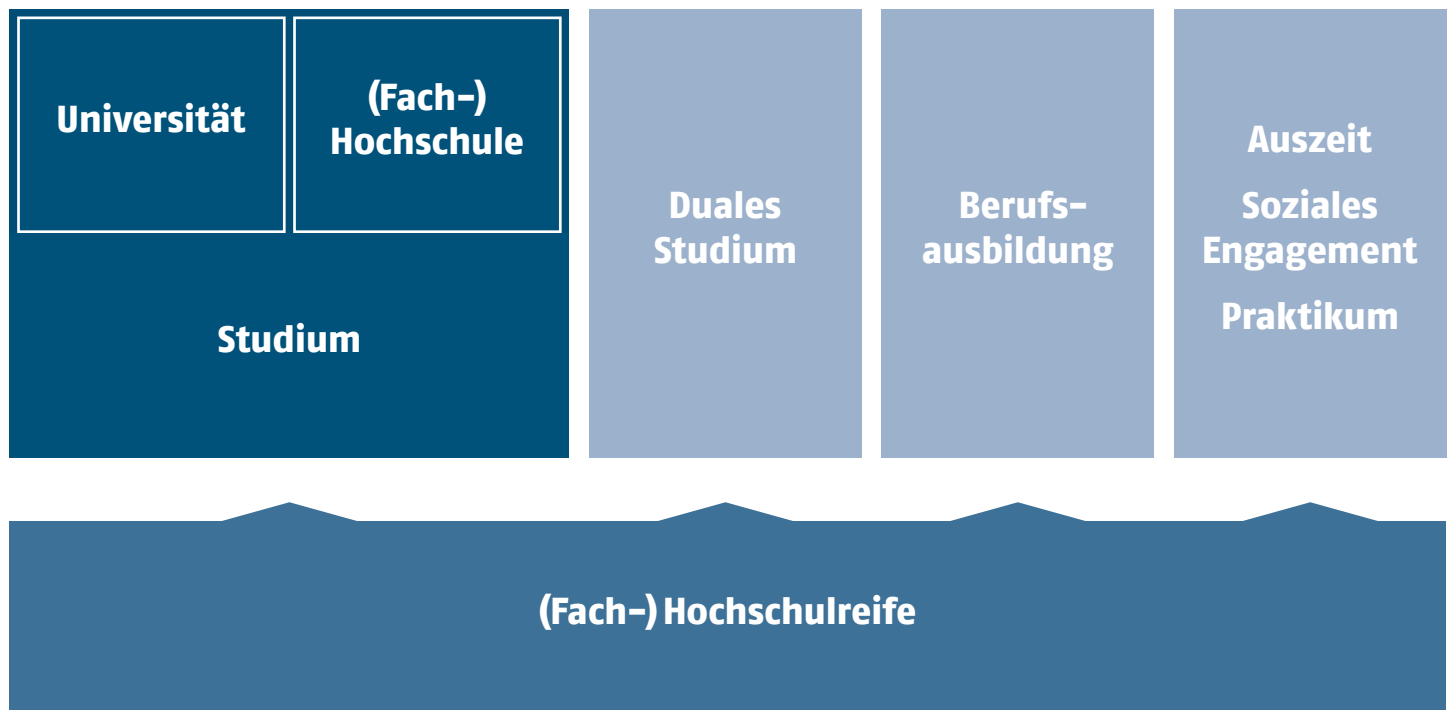 Universität
(Fach-)
Hochschule
Studium
Duales
Studium
Berufs-
ausbildung
Auszeit
Soziales
Engagement
Praktikum
(Fach-) Hochschulreife